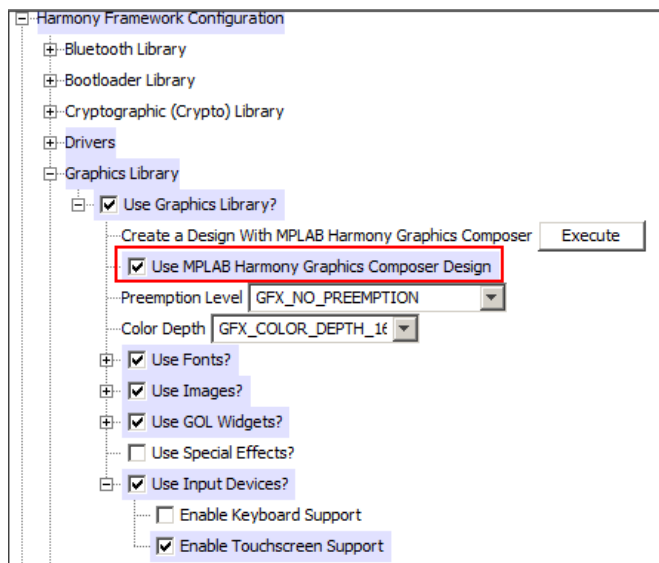 Harmony Framework Configuration
Bluetooth Library
Bootloader Library
Cryptographic (Crypto) Library
Drivers
Graphics Library
Use Graphics Library?
Create a Design With MPLAB Harmony Graphics Composer Execute
Use MPLAB Harmony Graphics Composer Design
Preemption Level GFX_NO_PREEMPTION
Color Depth GFX_COLOR_DEPTH_16
Use Fonts?
Use Images?
Use GOL Widgets?
Use Special Effects?
Use Input Devices?
Enable Keyboard Support
Enable Touchscreen Support